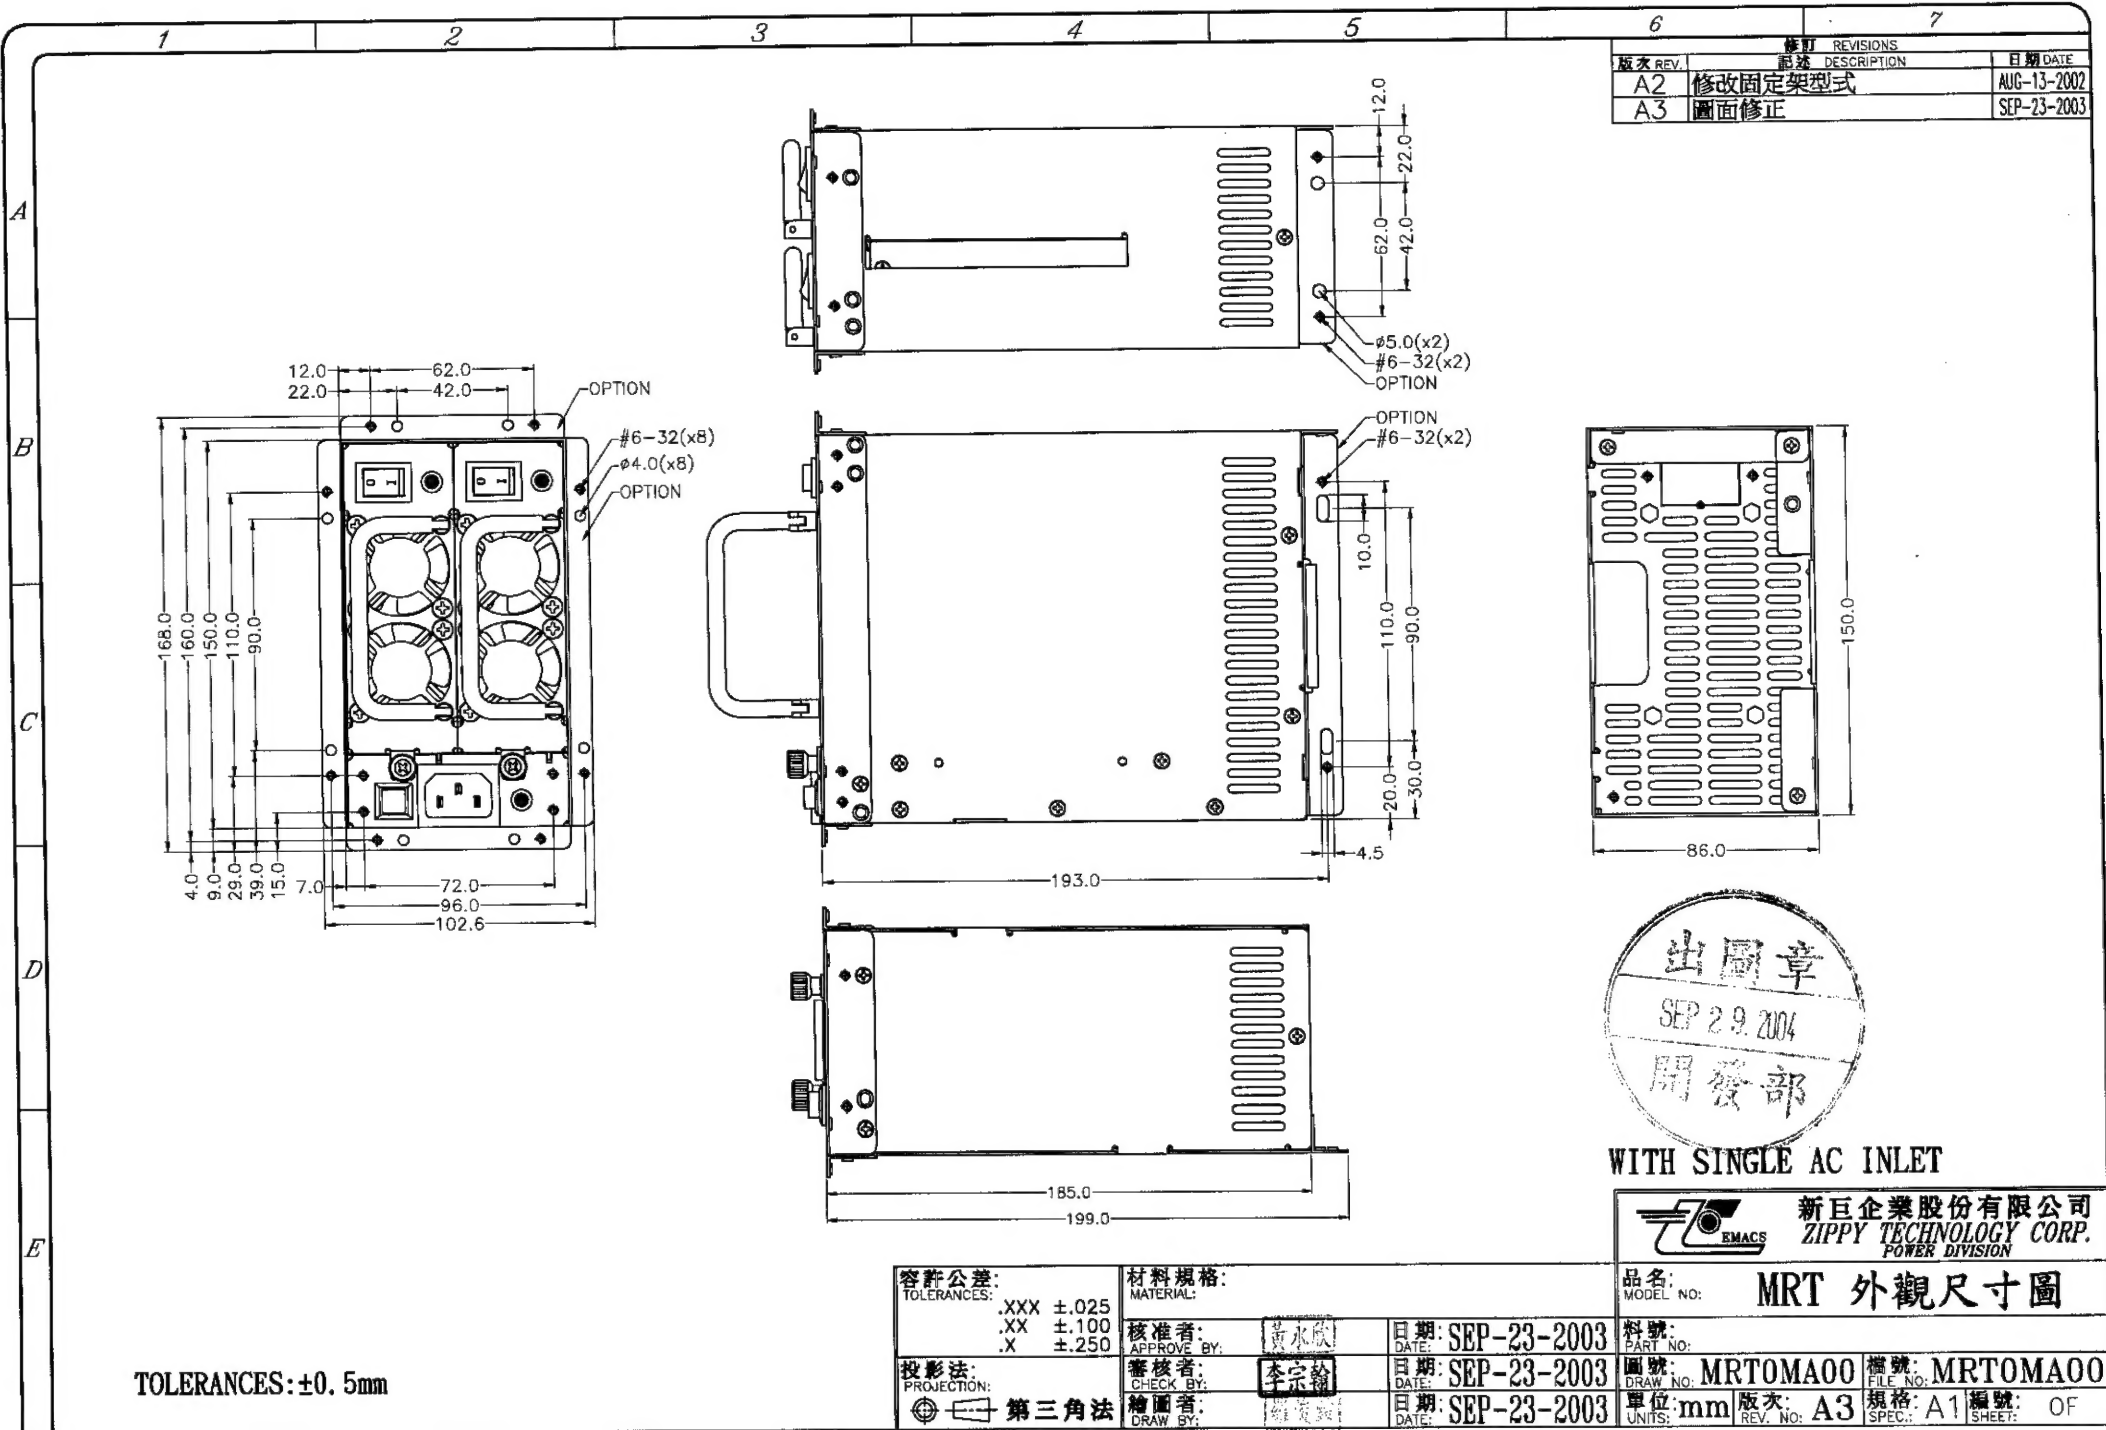 1 2 3 4 5 6 7
A
B
C
D
E
修訂 REVISIONS
版次 REV. 記述 DESCRIPTION 日期 DATE
A2 修改固定架型式 AUG-13-2002
A3 圖面修正 SEP-23-2003
12.0
22.0
62.0
42.0
ø5.0(x2)
#6-32(x2)
OPTION
12.0 62.0
22.0 42.0
OPTION
#6-32(x8)
ø4.0(x8)
OPTION
168.0
160.0
150.0
110.0
90.0
4.0
9.0
29.0
39.0
15.0
7.0 72.0
96.0
102.6
OPTION
#6-32(x2)
10.0
110.0
90.0
20.0
30.0
4.5
193.0
150.0
86.0
185.0
199.0
出圖章
SEP 29. 2004
開發部
WITH SINGLE AC INLET
EMACS
新巨企業股份有限公司
ZIPPY TECHNOLOGY CORP.
POWER DIVISION
容許公差:
TOLERANCES:
.XXX ±.025
.XX ±.100
.X ±.250
投影法:
PROJECTION:
第三角法
材料規格:
MATERIAL:
核准者: 黃永欣 日期: SEP-23-2003
APPROVE BY: DATE:
審核者: 李宗翰 日期: SEP-23-2003
CHECK BY: DATE:
繪圖者: 日期: SEP-23-2003
DRAW BY: DATE:
品名: MRT 外觀尺寸圖
MODEL NO:
料號:
PART NO:
圖號: MRT0MA00 檔號: MRT0MA00
DRAW NO: FILE NO:
單位: mm 版次: A3 規格: A1 編號: OF
UNITS: REV. NO: SPEC.: SHEET:
TOLERANCES:±0.5mm